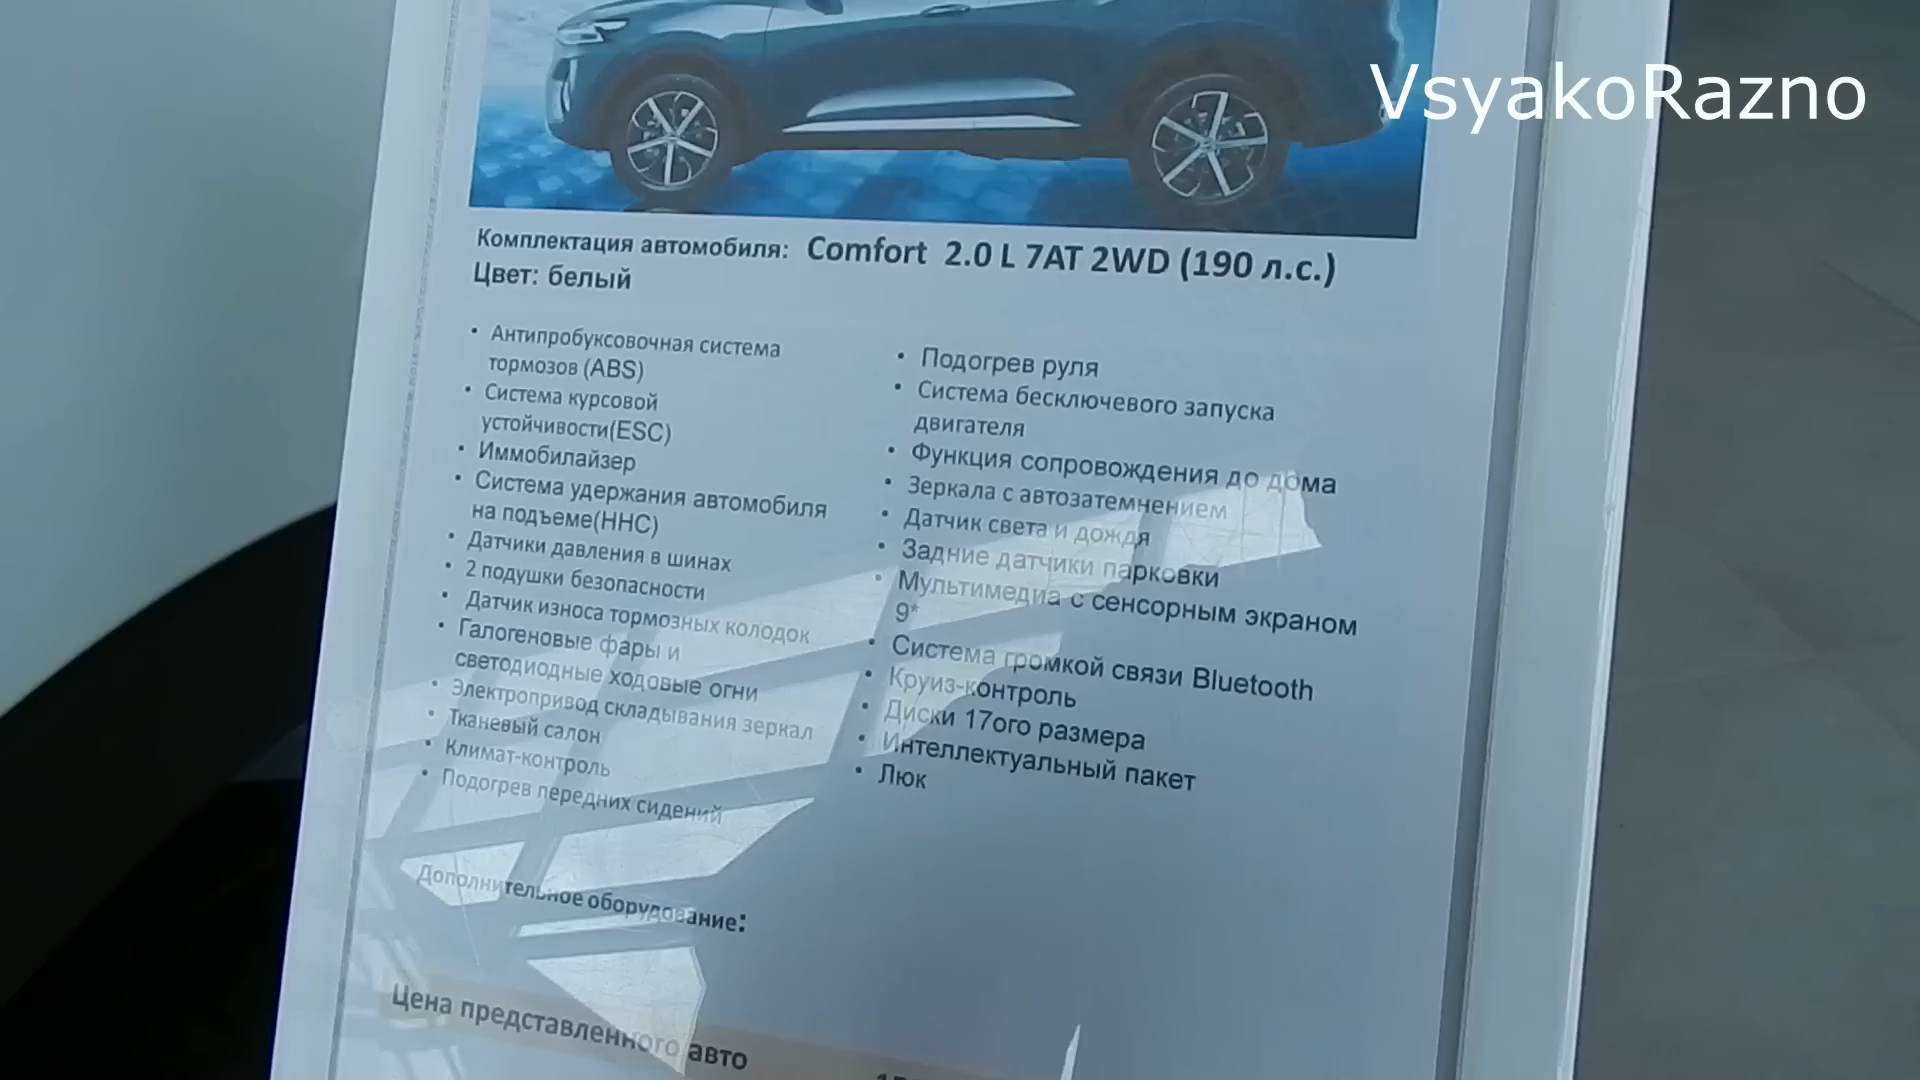 VsyakoRazno
Комплектация автомобиля: Comfort 2.0 L 7AT 2WD (190 л.с.)
Цвет: белый
• Антипробуксовочная система
тормозов (ABS)
• Система курсовой
устойчивости(ESC)
• Иммобилайзер
• Система удержания автомобиля
на подъеме(HHC)
• Датчики давления в шинах
• 2 подушки безопасности
• Датчик износа тормозных колодок
• Галогеновые фары и
светодиодные ходовые огни
• Электропривод складывания зеркал
• Тканевый салон
• Климат-контроль
• Подогрев передних сидений
• Подогрев руля
• Система бесключевого запуска
двигателя
• Функция сопровождения до дома
• Зеркала с автозатемнением
• Датчик света и дождя
• Задние датчики парковки
• Мультимедиа с сенсорным экраном
9*
• Система громкой связи Bluetooth
• Круиз-контроль
• Диски 17ого размера
• Интеллектуальный пакет
• Люк
Дополнительное оборудование:
Цена представленного авто